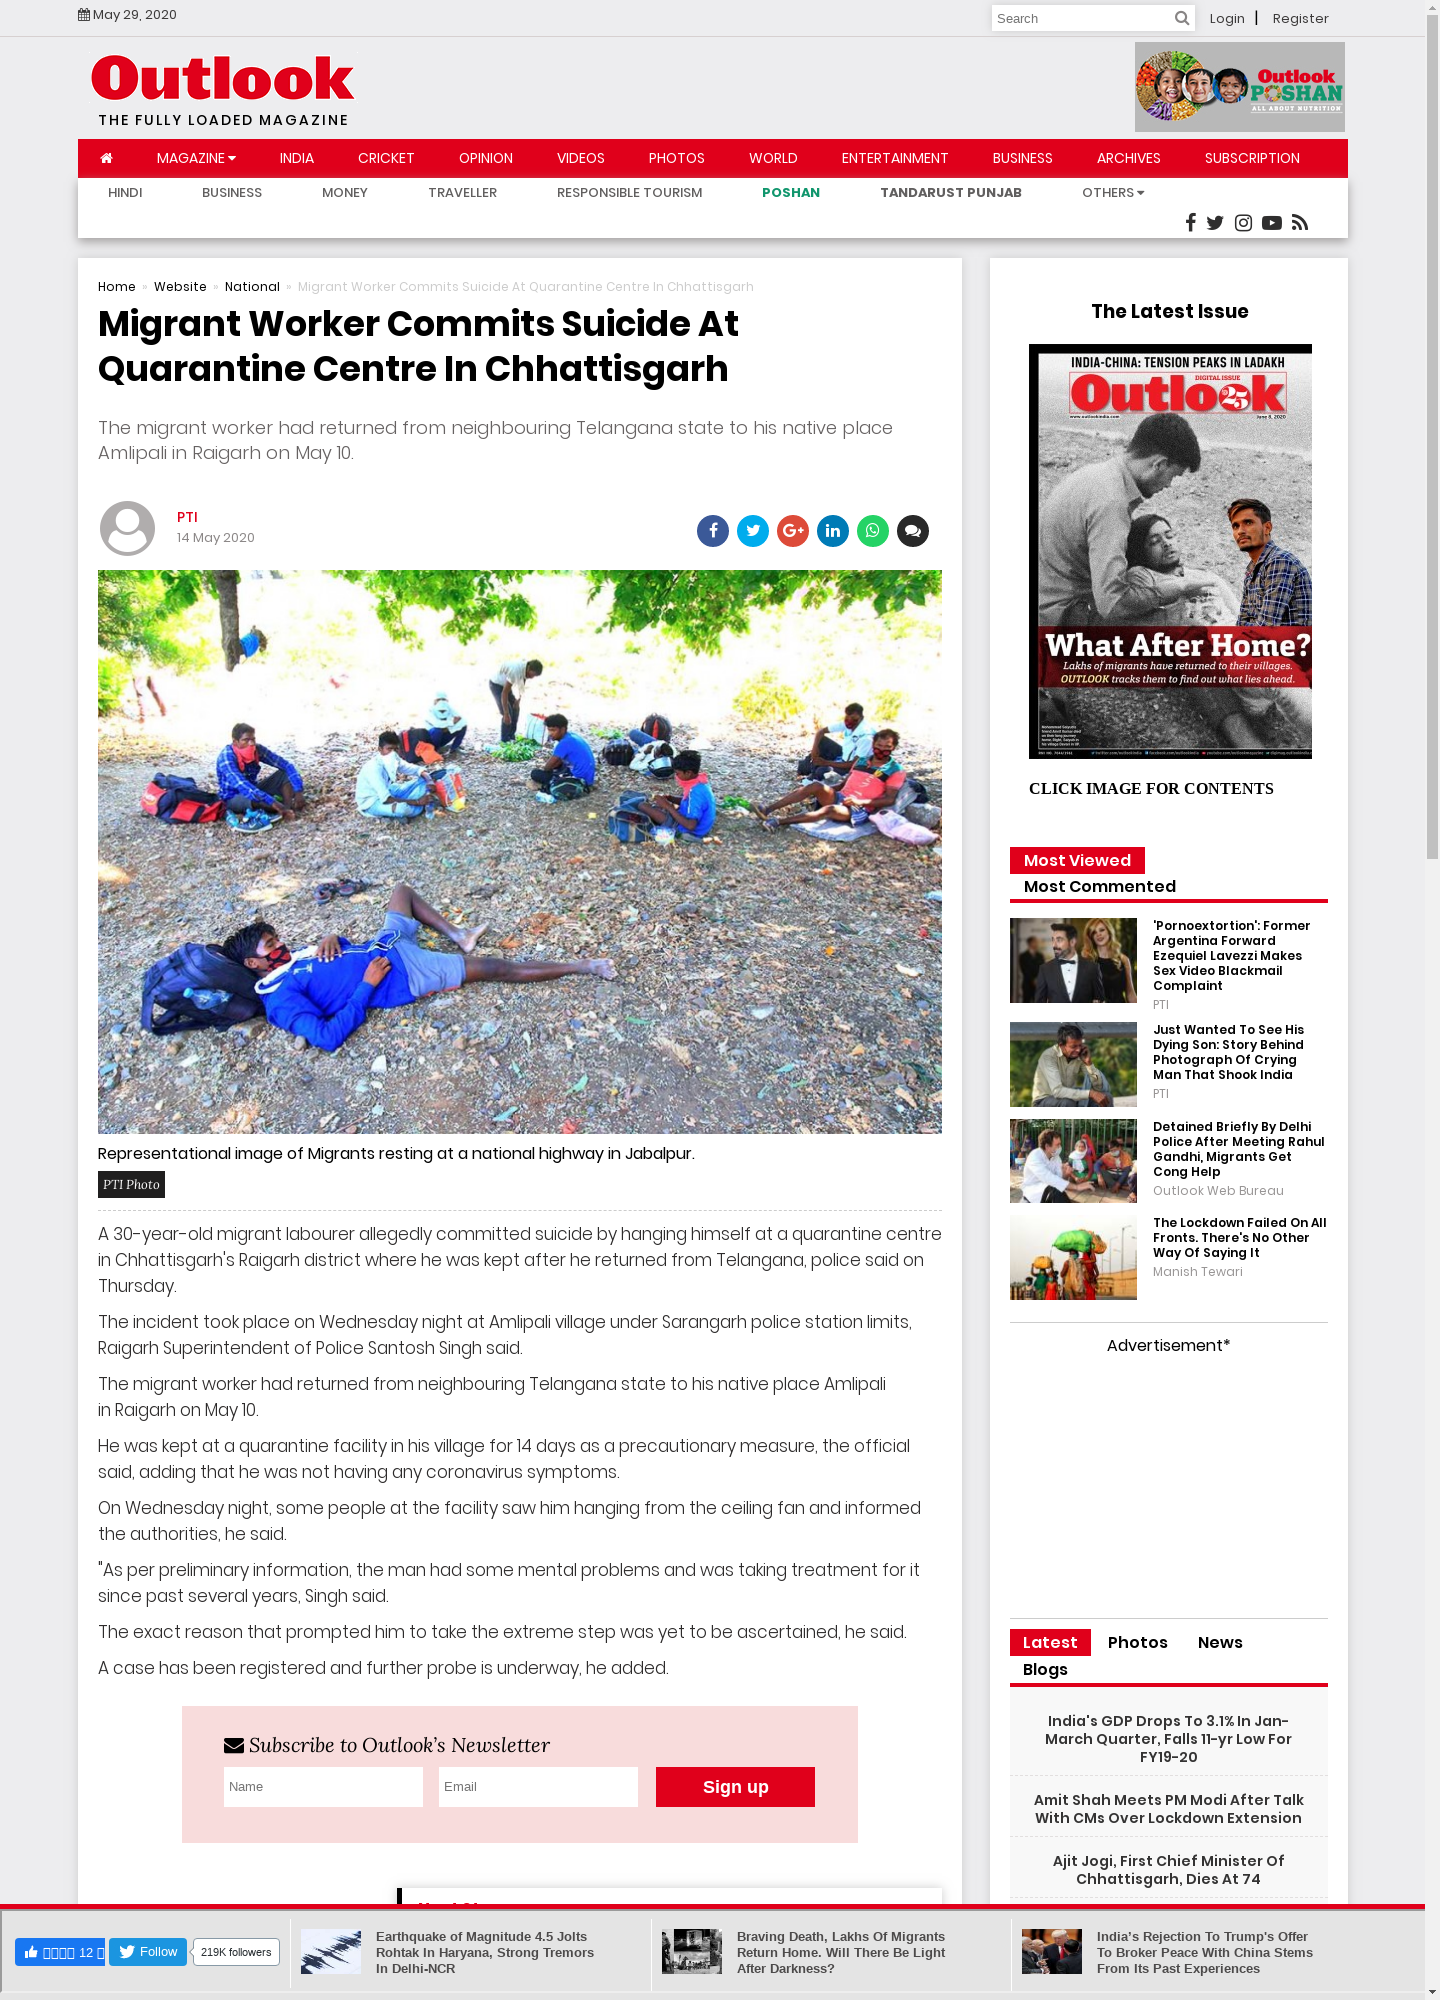 May 29, 2020
Search
Login | Register
Outlook
THE FULLY LOADED MAGAZINE
Outlook
POSHAN
ALL ABOUT NUTRITION
MAGAZINE INDIA CRICKET OPINION VIDEOS PHOTOS WORLD ENTERTAINMENT BUSINESS ARCHIVES SUBSCRIPTION
HINDI BUSINESS MONEY TRAVELLER RESPONSIBLE TOURISM POSHAN TANDARUST PUNJAB OTHERS
Home » Website » National » Migrant Worker Commits Suicide At Quarantine Centre In Chhattisgarh
Migrant Worker Commits Suicide At
Quarantine Centre In Chhattisgarh
The migrant worker had returned from neighbouring Telangana state to his native place
Amlipali in Raigarh on May 10.
PTI
14 May 2020
Representational image of Migrants resting at a national highway in Jabalpur.
PTI Photo
A 30-year-old migrant labourer allegedly committed suicide by hanging himself at a quarantine centre
in Chhattisgarh's Raigarh district where he was kept after he returned from Telangana, police said on
Thursday.
The incident took place on Wednesday night at Amlipali village under Sarangarh police station limits,
Raigarh Superintendent of Police Santosh Singh said.
The migrant worker had returned from neighbouring Telangana state to his native place Amlipali
in Raigarh on May 10.
He was kept at a quarantine facility in his village for 14 days as a precautionary measure, the official
said, adding that he was not having any coronavirus symptoms.
On Wednesday night, some people at the facility saw him hanging from the ceiling fan and informed
the authorities, he said.
"As per preliminary information, the man had some mental problems and was taking treatment for it
since past several years, Singh said.
The exact reason that prompted him to take the extreme step was yet to be ascertained, he said.
A case has been registered and further probe is underway, he added.
Subscribe to Outlook's Newsletter
Name
Email
Sign up
The Latest Issue
INDIA-CHINA: TENSION PEAKS IN LADAKH
DIGITAL ISSUE
Outlook
25
www.outlookindia.com
June 8, 2020
What After Home?
Lakhs of migrants have returned to their villages.
OUTLOOK tracks them to find out what lies ahead.
CLICK IMAGE FOR CONTENTS
Most Viewed
Most Commented
'Pornoextortion': Former
Argentina Forward
Ezequiel Lavezzi Makes
Sex Video Blackmail
Complaint
PTI
Just Wanted To See His
Dying Son: Story Behind
Photograph Of Crying
Man That Shook India
PTI
Detained Briefly By Delhi
Police After Meeting Rahul
Gandhi, Migrants Get
Cong Help
Outlook Web Bureau
The Lockdown Failed On All
Fronts. There's No Other
Way Of Saying It
Manish Tewari
Advertisement*
Latest Photos News
Blogs
India's GDP Drops To 3.1% In Jan-
March Quarter, Falls 11-yr Low For
FY19-20
Amit Shah Meets PM Modi After Talk
With CMs Over Lockdown Extension
Ajit Jogi, First Chief Minister Of
Chhattisgarh, Dies At 74
12
Follow
219K followers
Earthquake of Magnitude 4.5 Jolts
Rohtak In Haryana, Strong Tremors
In Delhi-NCR
Braving Death, Lakhs Of Migrants
Return Home. Will There Be Light
After Darkness?
India's Rejection To Trump's Offer
To Broker Peace With China Stems
From Its Past Experiences